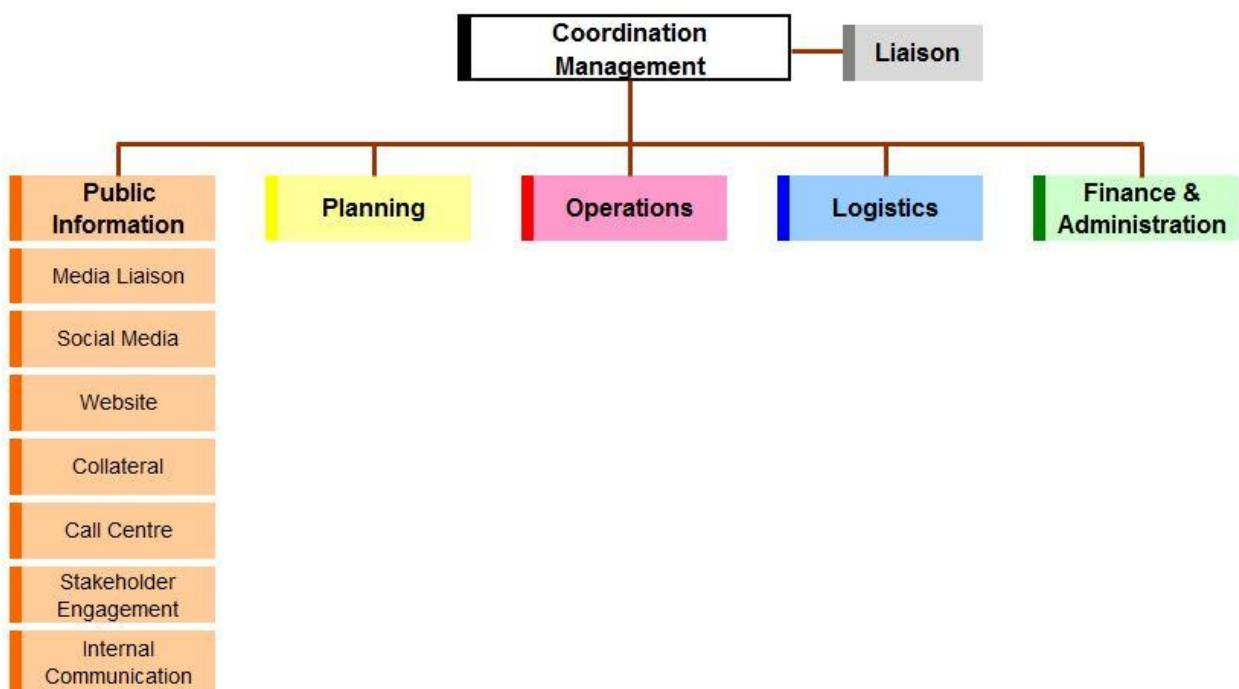 Coordination
Management
Liaison
Public
Information
Planning
Operations
Logistics
Finance &
Administration
Media Liaison
Social Media
Website
Collateral
Call Centre
Stakeholder
Engagement
Internal
Communication